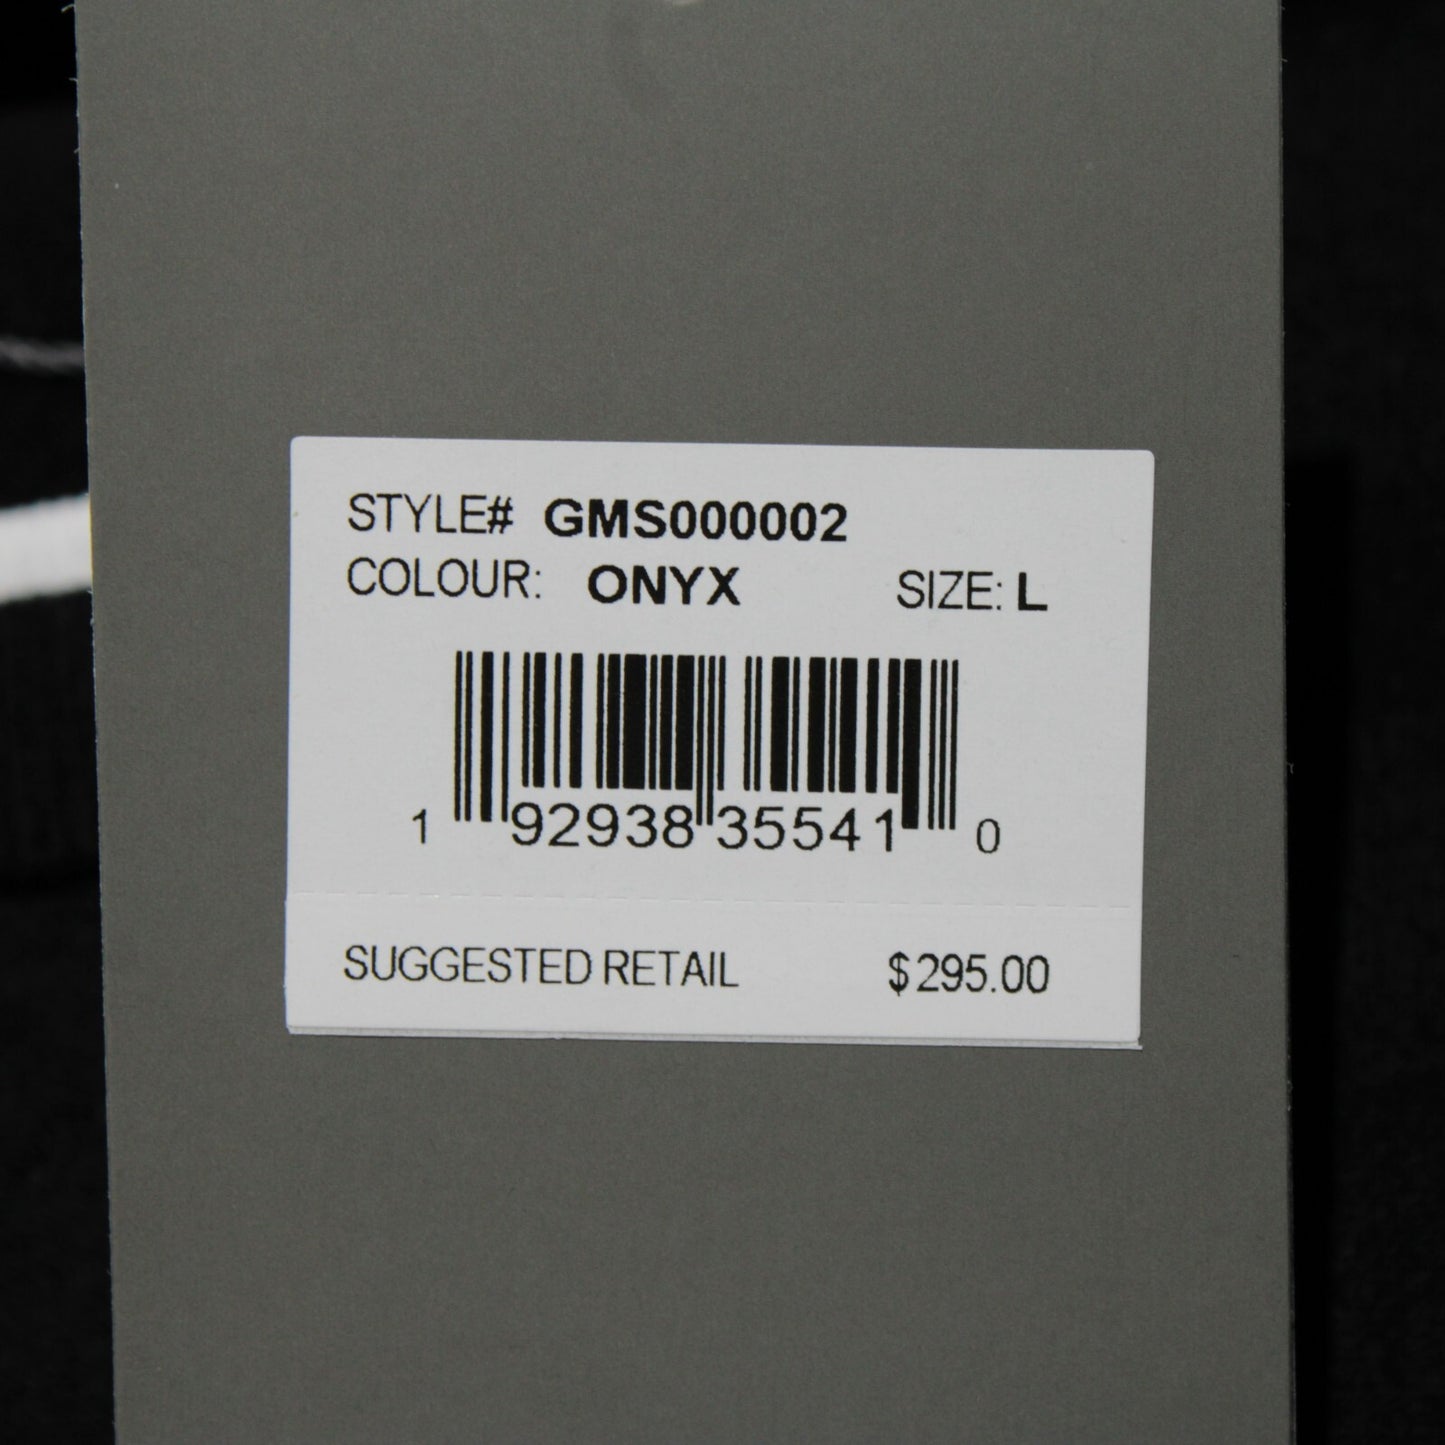 STYLE# GMS000002
COLOUR: ONYX SIZE: L
1 92938 35541 0
SUGGESTED RETAIL $295.00